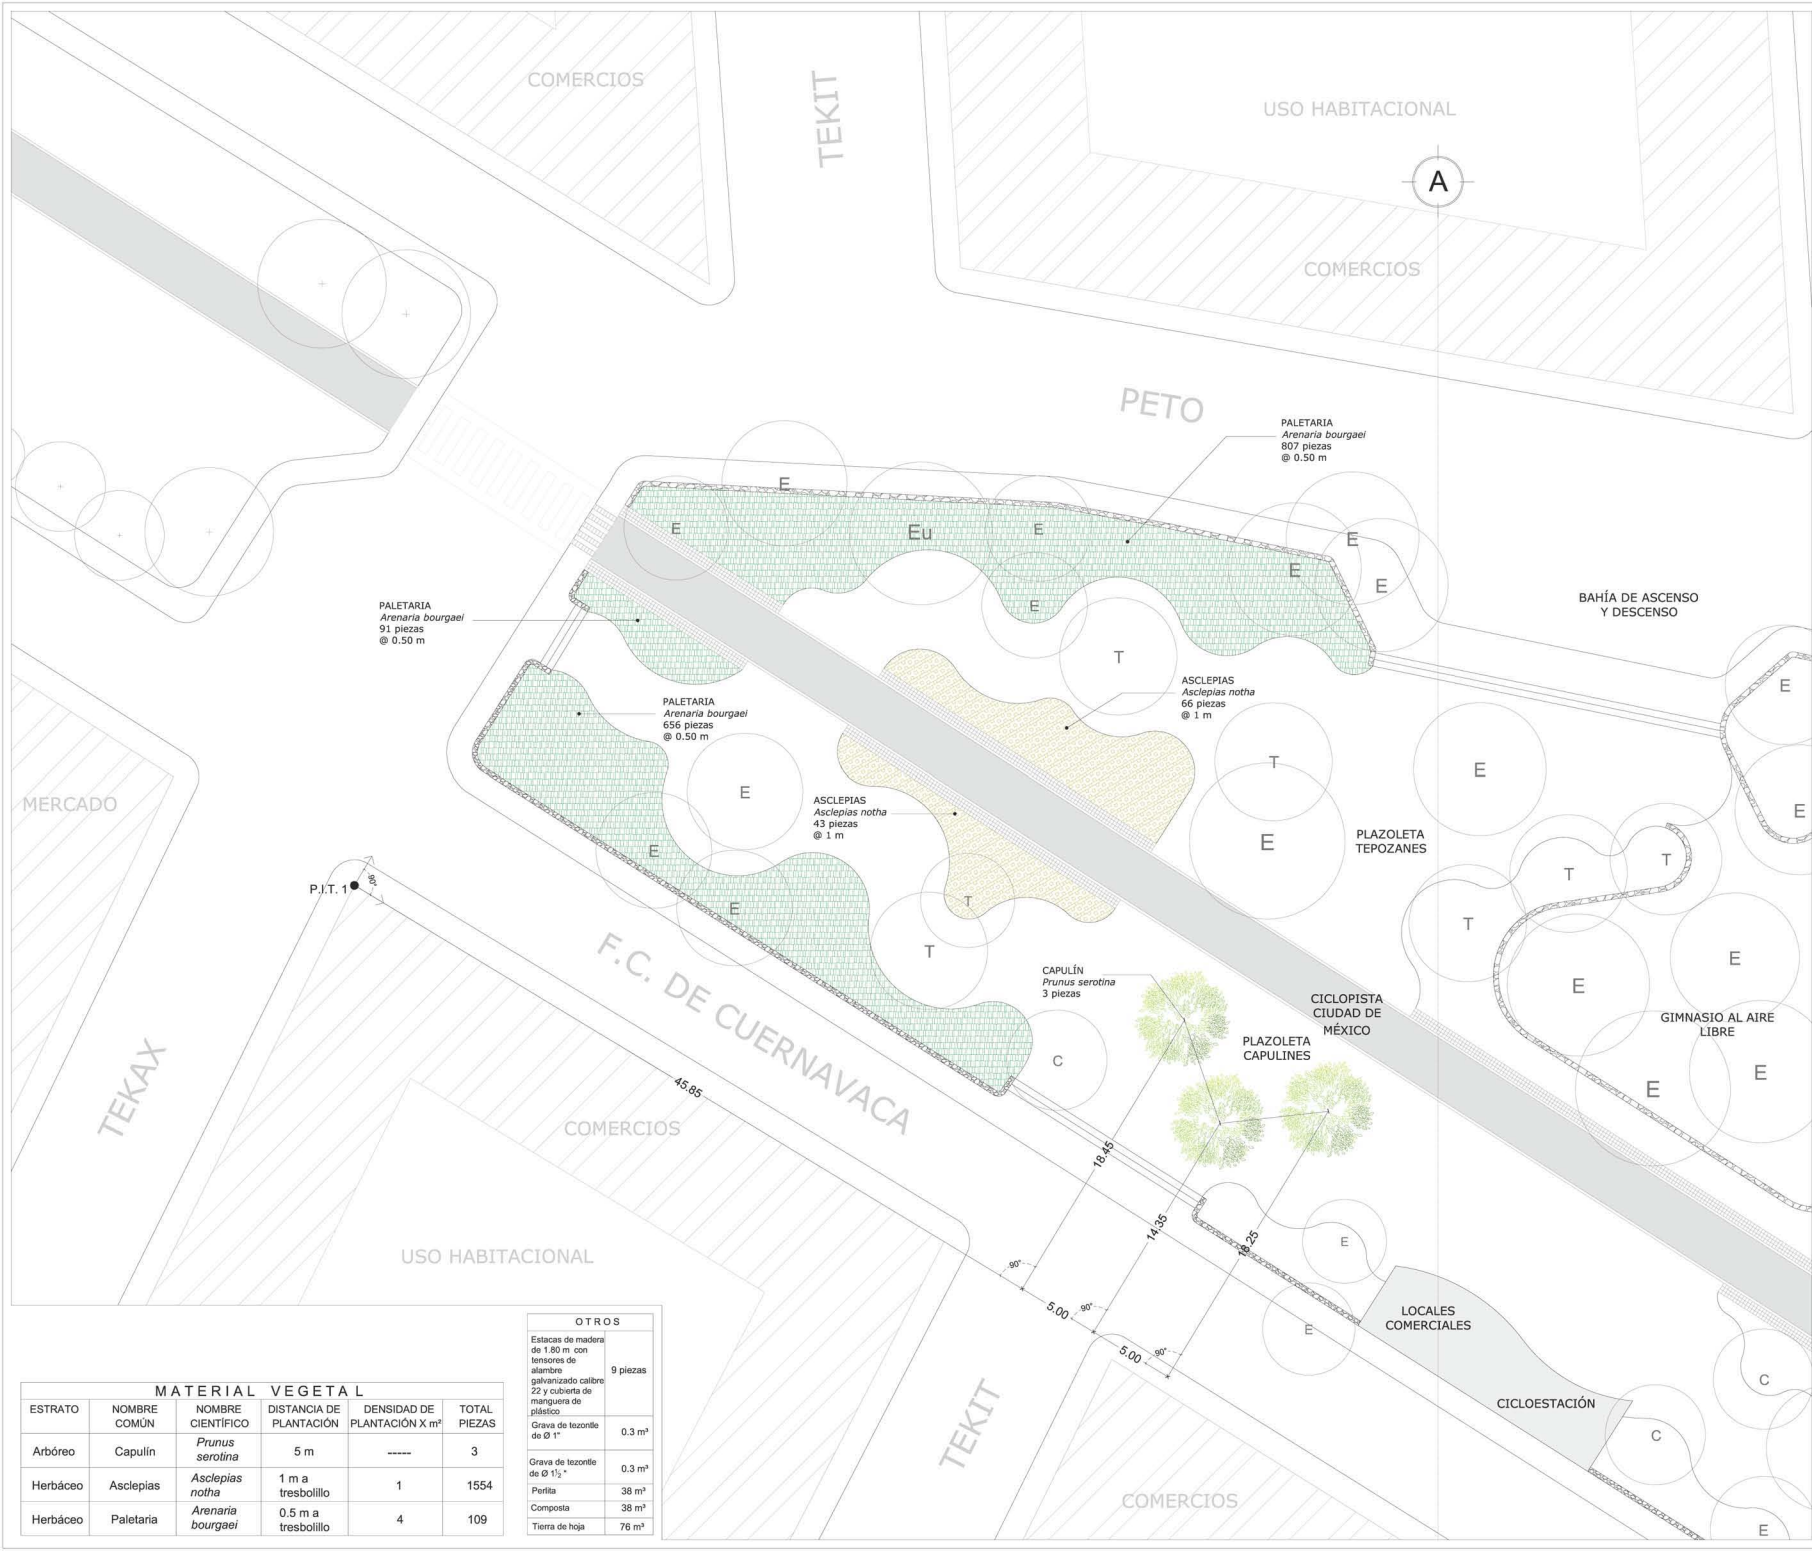 COMERCIOS
TEKIT
USO HABITACIONAL
A
COMERCIOS
PETO
PALETARIA
Arenaria bourgaei
807 piezas
@ 0.50 m
E
E
Eu
E
E
E
E
E
BAHÍA DE ASCENSO
Y DESCENSO
PALETARIA
Arenaria bourgaei
91 piezas
@ 0.50 m
T
ASCLEPIAS
Asclepias notha
66 piezas
@ 1 m
E
PALETARIA
Arenaria bourgaei
656 piezas
@ 0.50 m
T
E
E
MERCADO
ASCLEPIAS
Asclepias notha
43 piezas
@ 1 m
E
E
PLAZOLETA
TEPOZANES
E
T
T
P.I.T. 1
90°
E
T
T
T
E
F.C. DE CUERNAVACA
CAPULÍN
Prunus serotina
3 piezas
E
CICLOPISTA
CIUDAD DE
MÉXICO
GIMNASIO AL AIRE
LIBRE
PLAZOLETA
CAPULINES
C
E
E
TEKAX
45.85
COMERCIOS
18.45
14.35
18.25
E
USO HABITACIONAL
90°
5.00
90°
5.00
90°
E
LOCALES
COMERCIALES
C
CICLOESTACIÓN
C
TEKIT
COMERCIOS
E
OTROS
Estacas de madera
de 1.80 m con
tensores de
alambre
galvanizado calibre
22 y cubierta de
manguera de
plástico
9 piezas
Grava de tezontle
de Ø 1"
0.3 m³
Grava de tezontle
de Ø 1½ "
0.3 m³
Perlita 38 m³
Composta 38 m³
Tierra de hoja 76 m³
MATERIAL VEGETAL
ESTRATO NOMBRE COMÚN NOMBRE CIENTÍFICO DISTANCIA DE PLANTACIÓN DENSIDAD DE PLANTACIÓN X m² TOTAL PIEZAS
Arbóreo Capulín Prunus serotina 5 m ----- 3
Herbáceo Asclepias Asclepias notha 1 m a tresbolillo 1 1554
Herbáceo Paletaria Arenaria bourgaei 0.5 m a tresbolillo 4 109